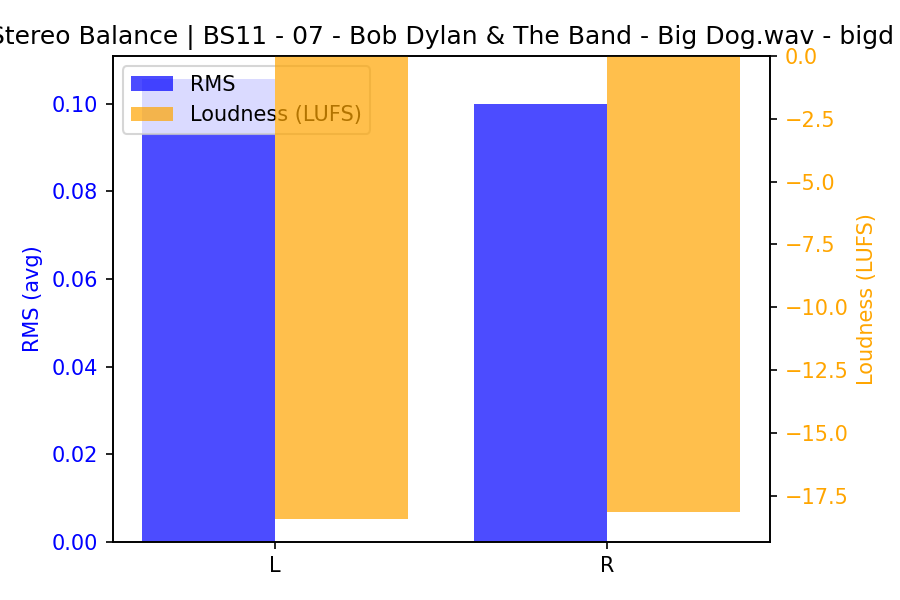 Stereo Balance | BS11 - 07 - Bob Dylan & The Band - Big Dog.wav - bigd
RMS
Loudness (LUFS)
RMS (avg)
0.10
0.08
0.06
0.04
0.02
0.00
L
R
0.0
−2.5
−5.0
−7.5
−10.0
−12.5
−15.0
−17.5
Loudness (LUFS)